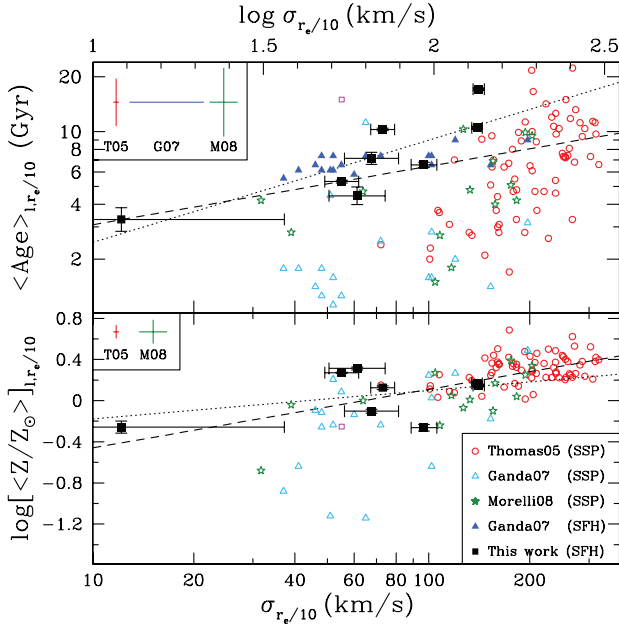 log σ_{r_e/10} (km/s)
1 1.5 2 2.5
20
10
8
6
4
2
<Age>_{l,r_e/10} (Gyr)
T05 G07 M08
0.8
0.4
0
-0.4
-0.8
-1.2
log[<Z/Z_⊙>]_{l,r_e/10}
T05 M08
Thomas05 (SSP)
Ganda07 (SSP)
Morelli08 (SSP)
Ganda07 (SFH)
This work (SFH)
10 20 40 60 80 100 200
σ_{r_e/10} (km/s)